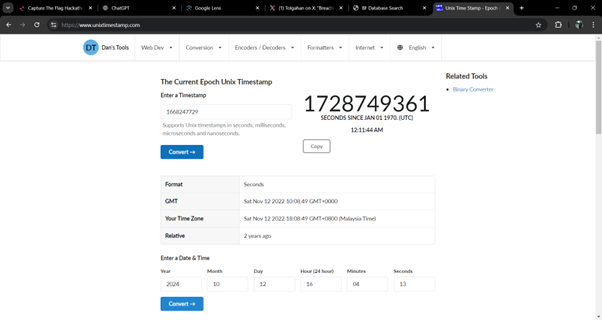 Capture The Flag Hackath
ChatGPT
Google Lens
(1) Tolgahan on X: "Breach
BF Database Search
Unix Time Stamp - Epoch
https://www.unixtimestamp.com
DT Dan's Tools
Web Dev
Conversion
Encoders / Decoders
Formatters
Internet
English
The Current Epoch Unix Timestamp
Enter a Timestamp
1668247729
Supports Unix timestamps in seconds, milliseconds,
microseconds and nanoseconds.
Convert →
1728749361
SECONDS SINCE JAN 01 1970. (UTC)
12:11:44 AM
Copy
Related Tools
Binary Converter
Format Seconds
GMT Sat Nov 12 2022 10:08:49 GMT+0000
Your Time Zone Sat Nov 12 2022 18:08:49 GMT+0800 (Malaysia Time)
Relative 2 years ago
Enter a Date & Time
Year Month Day Hour (24 hour) Minutes Seconds
2024 10 12 16 04 13
Convert →